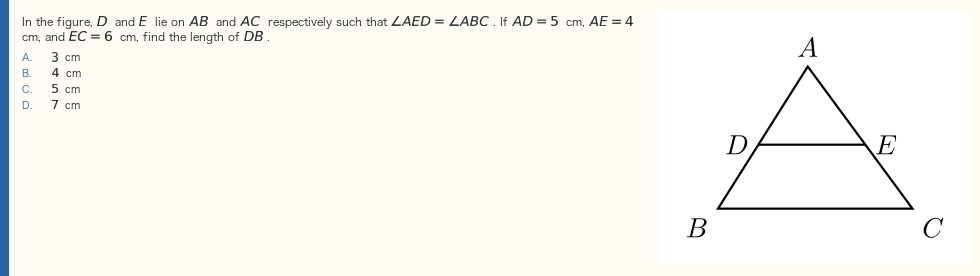 In the figure, D and E lie on AB and AC respectively such that ∠AED = ∠ABC . If AD = 5 cm, AE = 4
cm, and EC = 6 cm, find the length of DB .
A. 3 cm
B. 4 cm
C. 5 cm
D. 7 cm
A
D E
B C